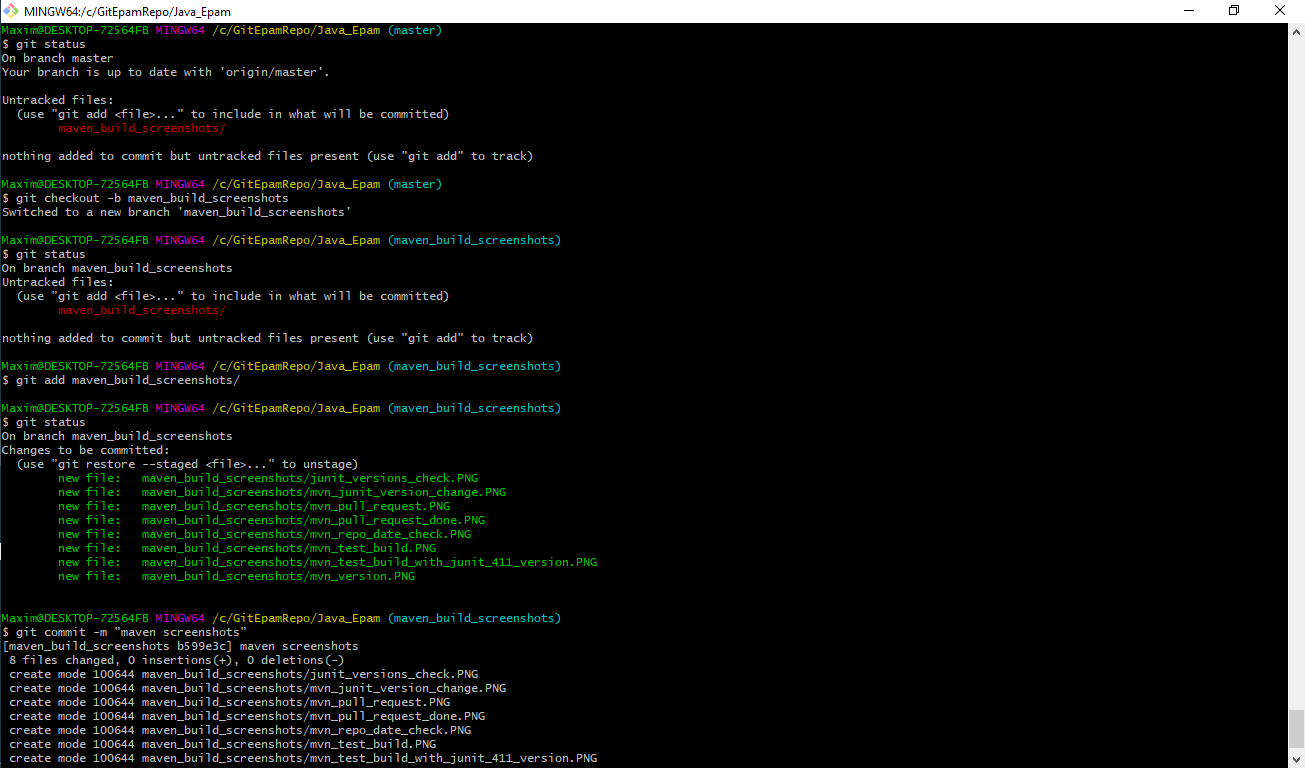 MINGW64:/c/GitEpamRepo/Java_Epam
Maxim@DESKTOP-72564FB MINGW64 /c/GitEpamRepo/Java_Epam (master)
$ git status
On branch master
Your branch is up to date with 'origin/master'.
Untracked files:
  (use "git add <file>..." to include in what will be committed)
        maven_build_screenshots/
nothing added to commit but untracked files present (use "git add" to track)
Maxim@DESKTOP-72564FB MINGW64 /c/GitEpamRepo/Java_Epam (master)
$ git checkout -b maven_build_screenshots
Switched to a new branch 'maven_build_screenshots'
Maxim@DESKTOP-72564FB MINGW64 /c/GitEpamRepo/Java_Epam (maven_build_screenshots)
$ git status
On branch maven_build_screenshots
Untracked files:
  (use "git add <file>..." to include in what will be committed)
        maven_build_screenshots/
nothing added to commit but untracked files present (use "git add" to track)
Maxim@DESKTOP-72564FB MINGW64 /c/GitEpamRepo/Java_Epam (maven_build_screenshots)
$ git add maven_build_screenshots/
Maxim@DESKTOP-72564FB MINGW64 /c/GitEpamRepo/Java_Epam (maven_build_screenshots)
$ git status
On branch maven_build_screenshots
Changes to be committed:
  (use "git restore --staged <file>..." to unstage)
        new file:   maven_build_screenshots/junit_versions_check.PNG
        new file:   maven_build_screenshots/mvn_junit_version_change.PNG
        new file:   maven_build_screenshots/mvn_pull_request.PNG
        new file:   maven_build_screenshots/mvn_pull_request_done.PNG
        new file:   maven_build_screenshots/mvn_repo_date_check.PNG
        new file:   maven_build_screenshots/mvn_test_build.PNG
        new file:   maven_build_screenshots/mvn_test_build_with_junit_411_version.PNG
        new file:   maven_build_screenshots/mvn_version.PNG
Maxim@DESKTOP-72564FB MINGW64 /c/GitEpamRepo/Java_Epam (maven_build_screenshots)
$ git commit -m "maven screenshots"
[maven_build_screenshots b599e3c] maven screenshots
 8 files changed, 0 insertions(+), 0 deletions(-)
 create mode 100644 maven_build_screenshots/junit_versions_check.PNG
 create mode 100644 maven_build_screenshots/mvn_junit_version_change.PNG
 create mode 100644 maven_build_screenshots/mvn_pull_request.PNG
 create mode 100644 maven_build_screenshots/mvn_pull_request_done.PNG
 create mode 100644 maven_build_screenshots/mvn_repo_date_check.PNG
 create mode 100644 maven_build_screenshots/mvn_test_build.PNG
 create mode 100644 maven_build_screenshots/mvn_test_build_with_junit_411_version.PNG